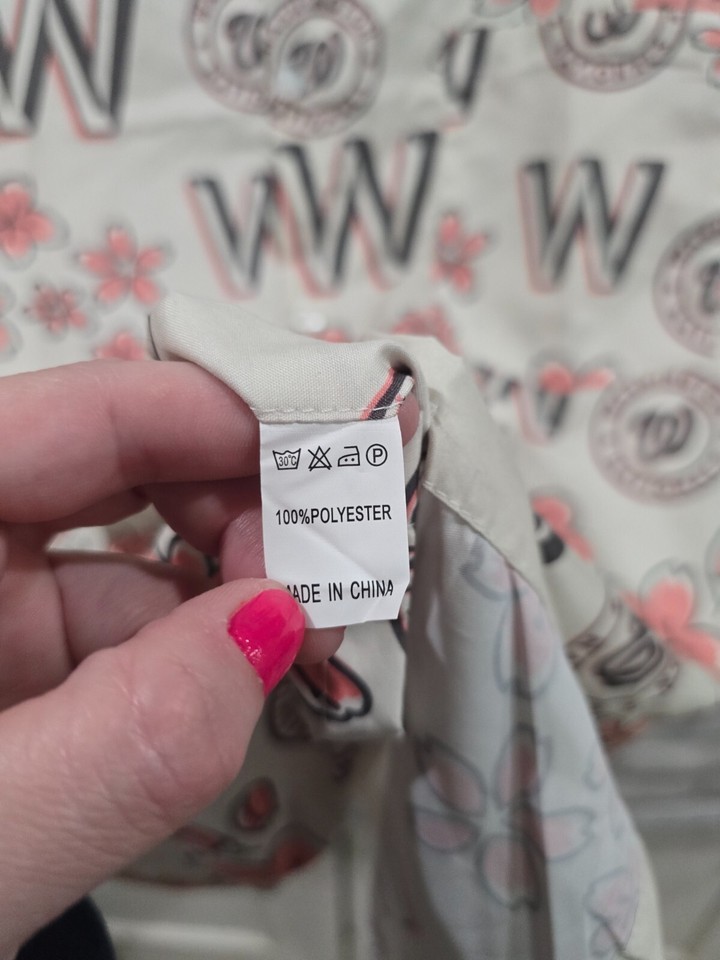 W
W W W
30°C P
100%POLYESTER
MADE IN CHINA